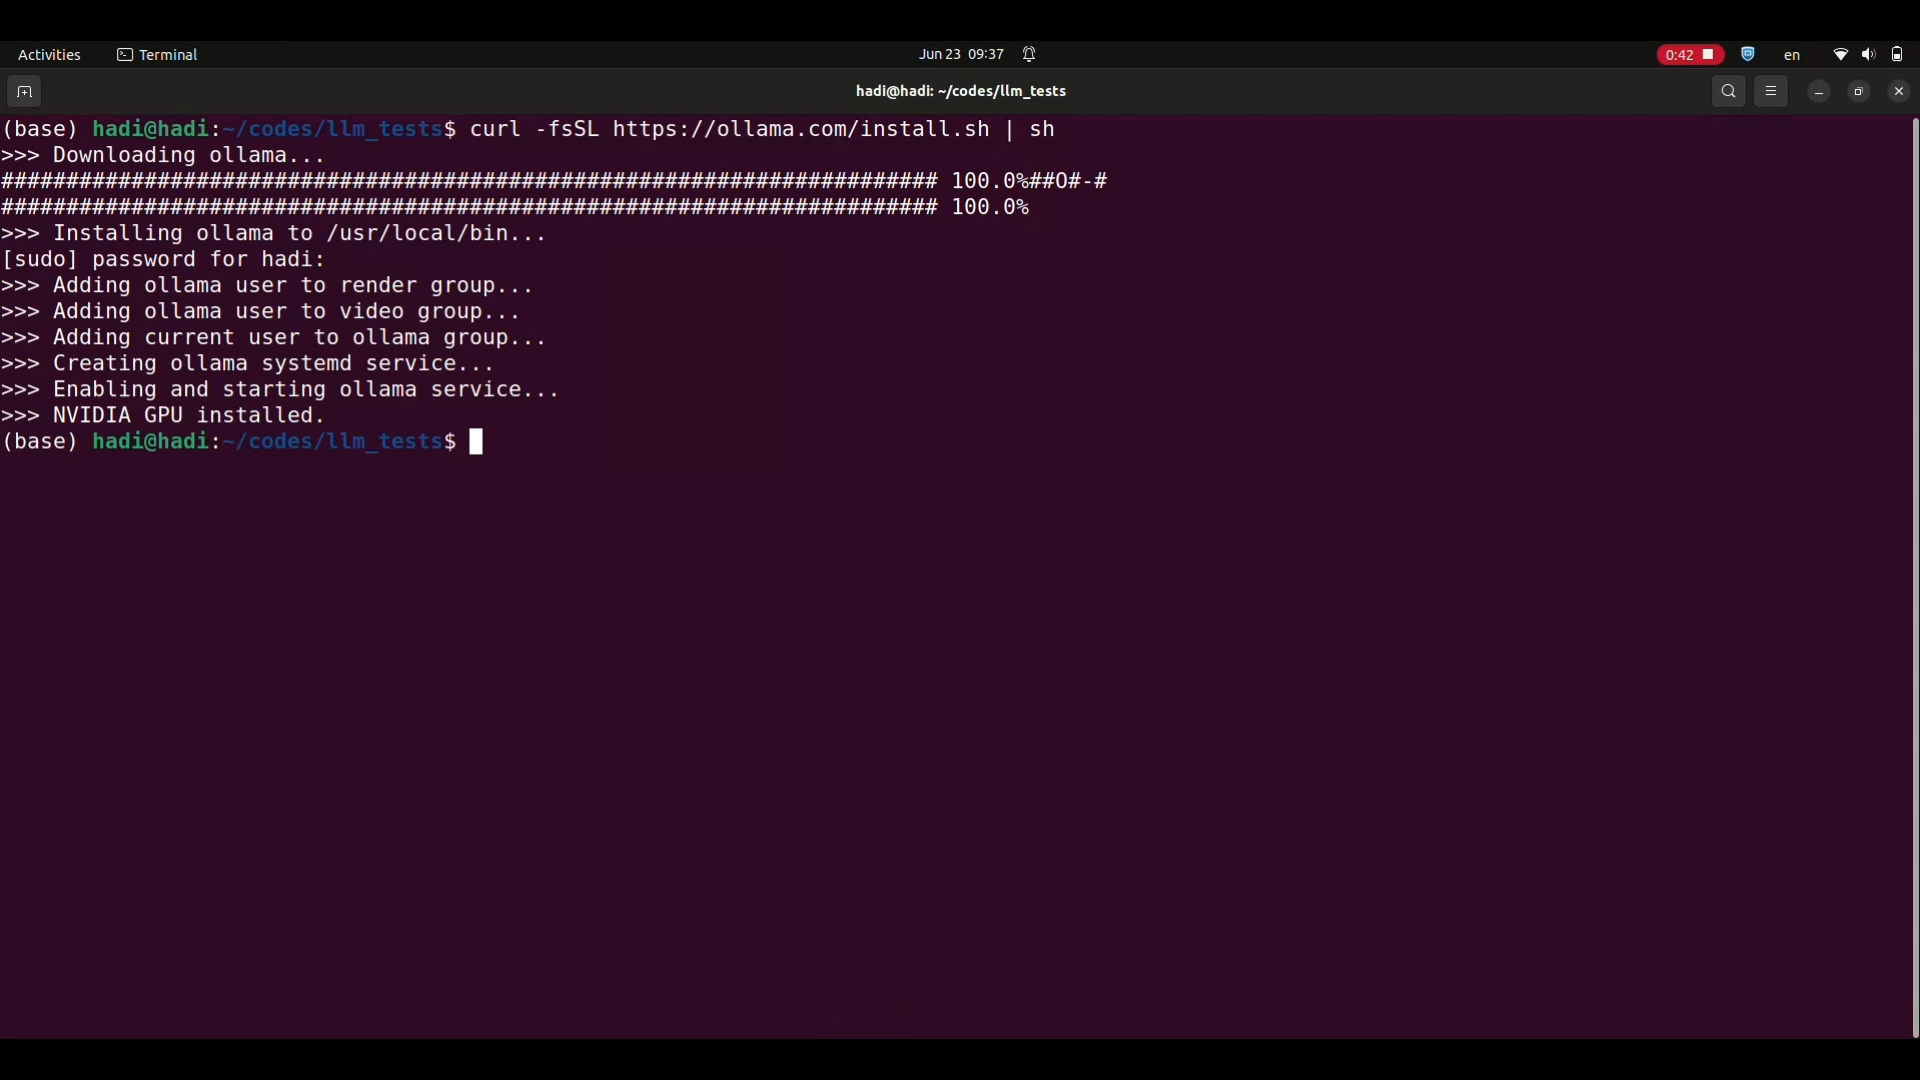 Activities Terminal Jun 23 09:37 0:42 en
hadi@hadi: ~/codes/llm_tests
(base) hadi@hadi:~/codes/llm_tests$ curl -fsSL https://ollama.com/install.sh | sh
>>> Downloading ollama...
######################################################################## 100.0%##O#-#
######################################################################## 100.0%
>>> Installing ollama to /usr/local/bin...
[sudo] password for hadi:
>>> Adding ollama user to render group...
>>> Adding ollama user to video group...
>>> Adding current user to ollama group...
>>> Creating ollama systemd service...
>>> Enabling and starting ollama service...
>>> NVIDIA GPU installed.
(base) hadi@hadi:~/codes/llm_tests$